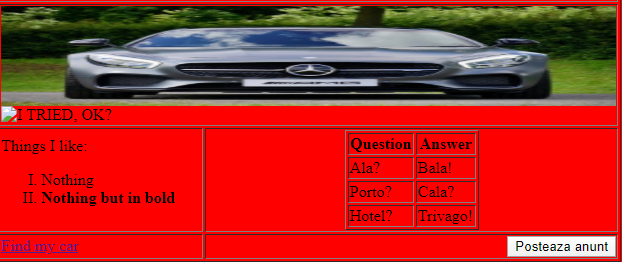 AMG
I TRIED, OK?
Things I like:
I. Nothing
II. Nothing but in bold
Question Answer
Ala? Bala!
Porto? Cala?
Hotel? Trivago!
Find my car
Posteaza anunt